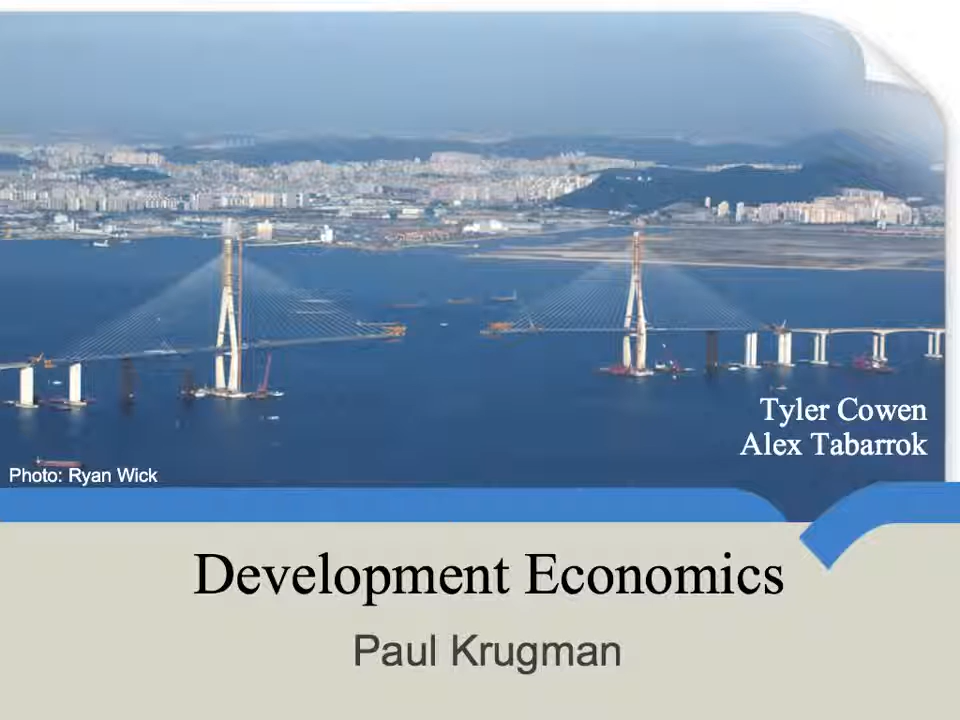 Tyler Cowen
Alex Tabarrok
Photo: Ryan Wick
Development Economics
Paul Krugman